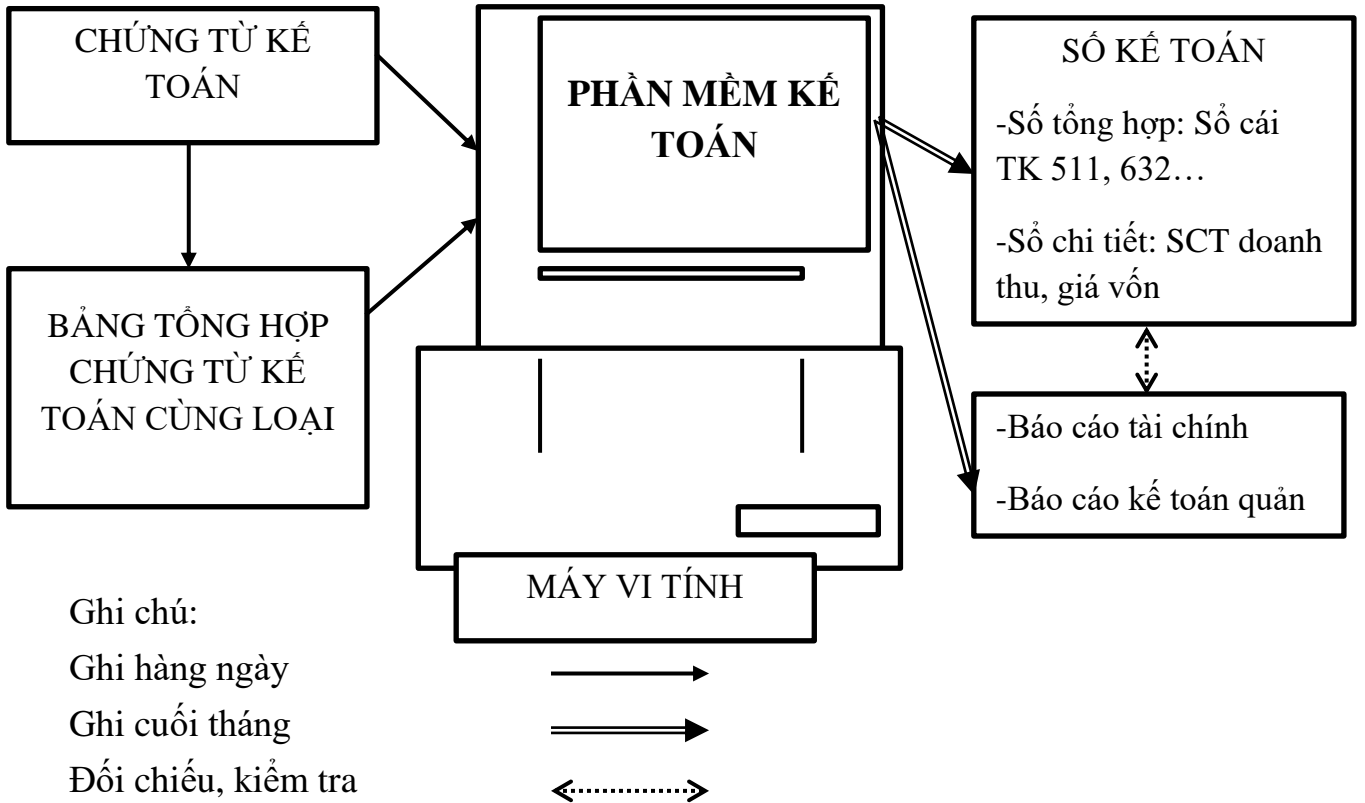 CHỨNG TỪ KẾ
TOÁN
BẢNG TỔNG HỢP
CHỨNG TỪ KẾ
TOÁN CÙNG LOẠI
PHẦN MỀM KẾ
TOÁN
MÁY VI TÍNH
SỐ KẾ TOÁN
-Số tổng hợp: Sổ cái
TK 511, 632…
-Sổ chi tiết: SCT doanh
thu, giá vốn
-Báo cáo tài chính
-Báo cáo kế toán quản
Ghi chú:
Ghi hàng ngày
Ghi cuối tháng
Đối chiếu, kiểm tra